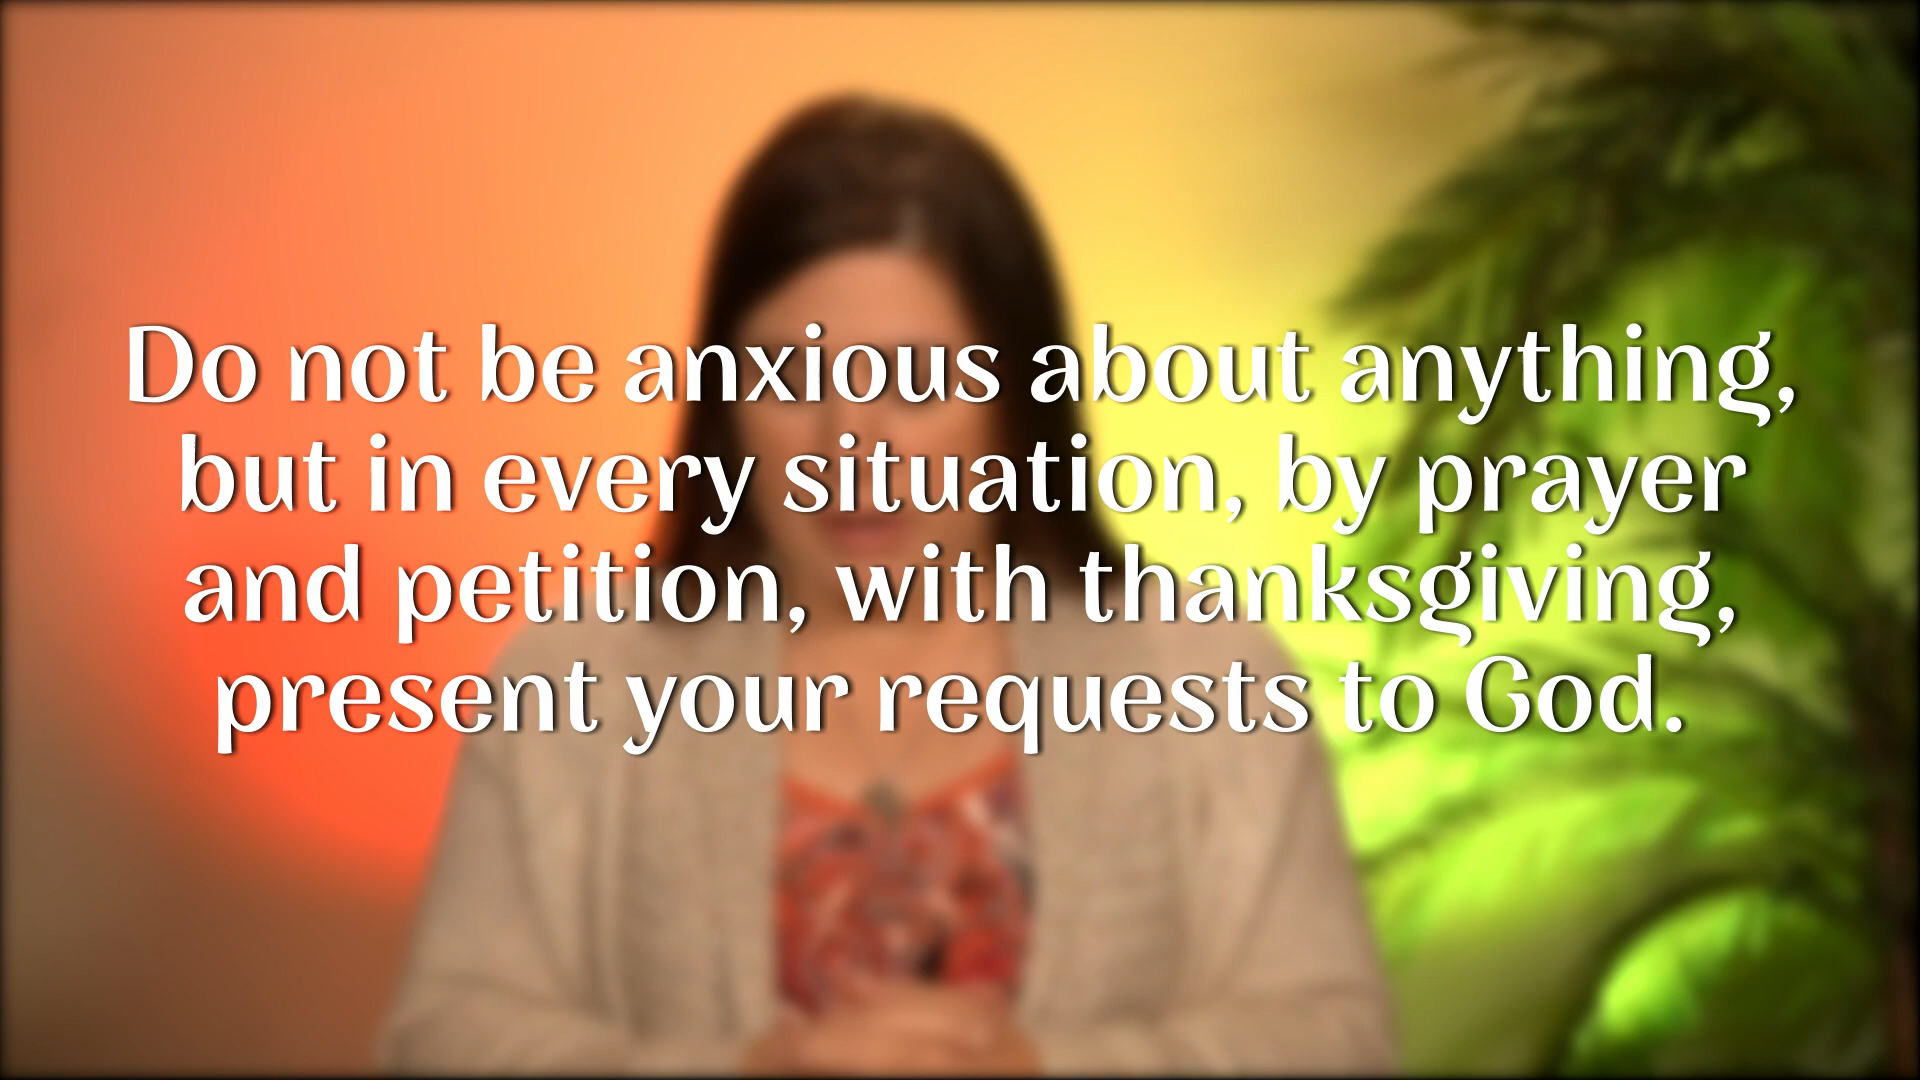 Do not be anxious about anything,
but in every situation, by prayer
and petition, with thanksgiving,
present your requests to God.